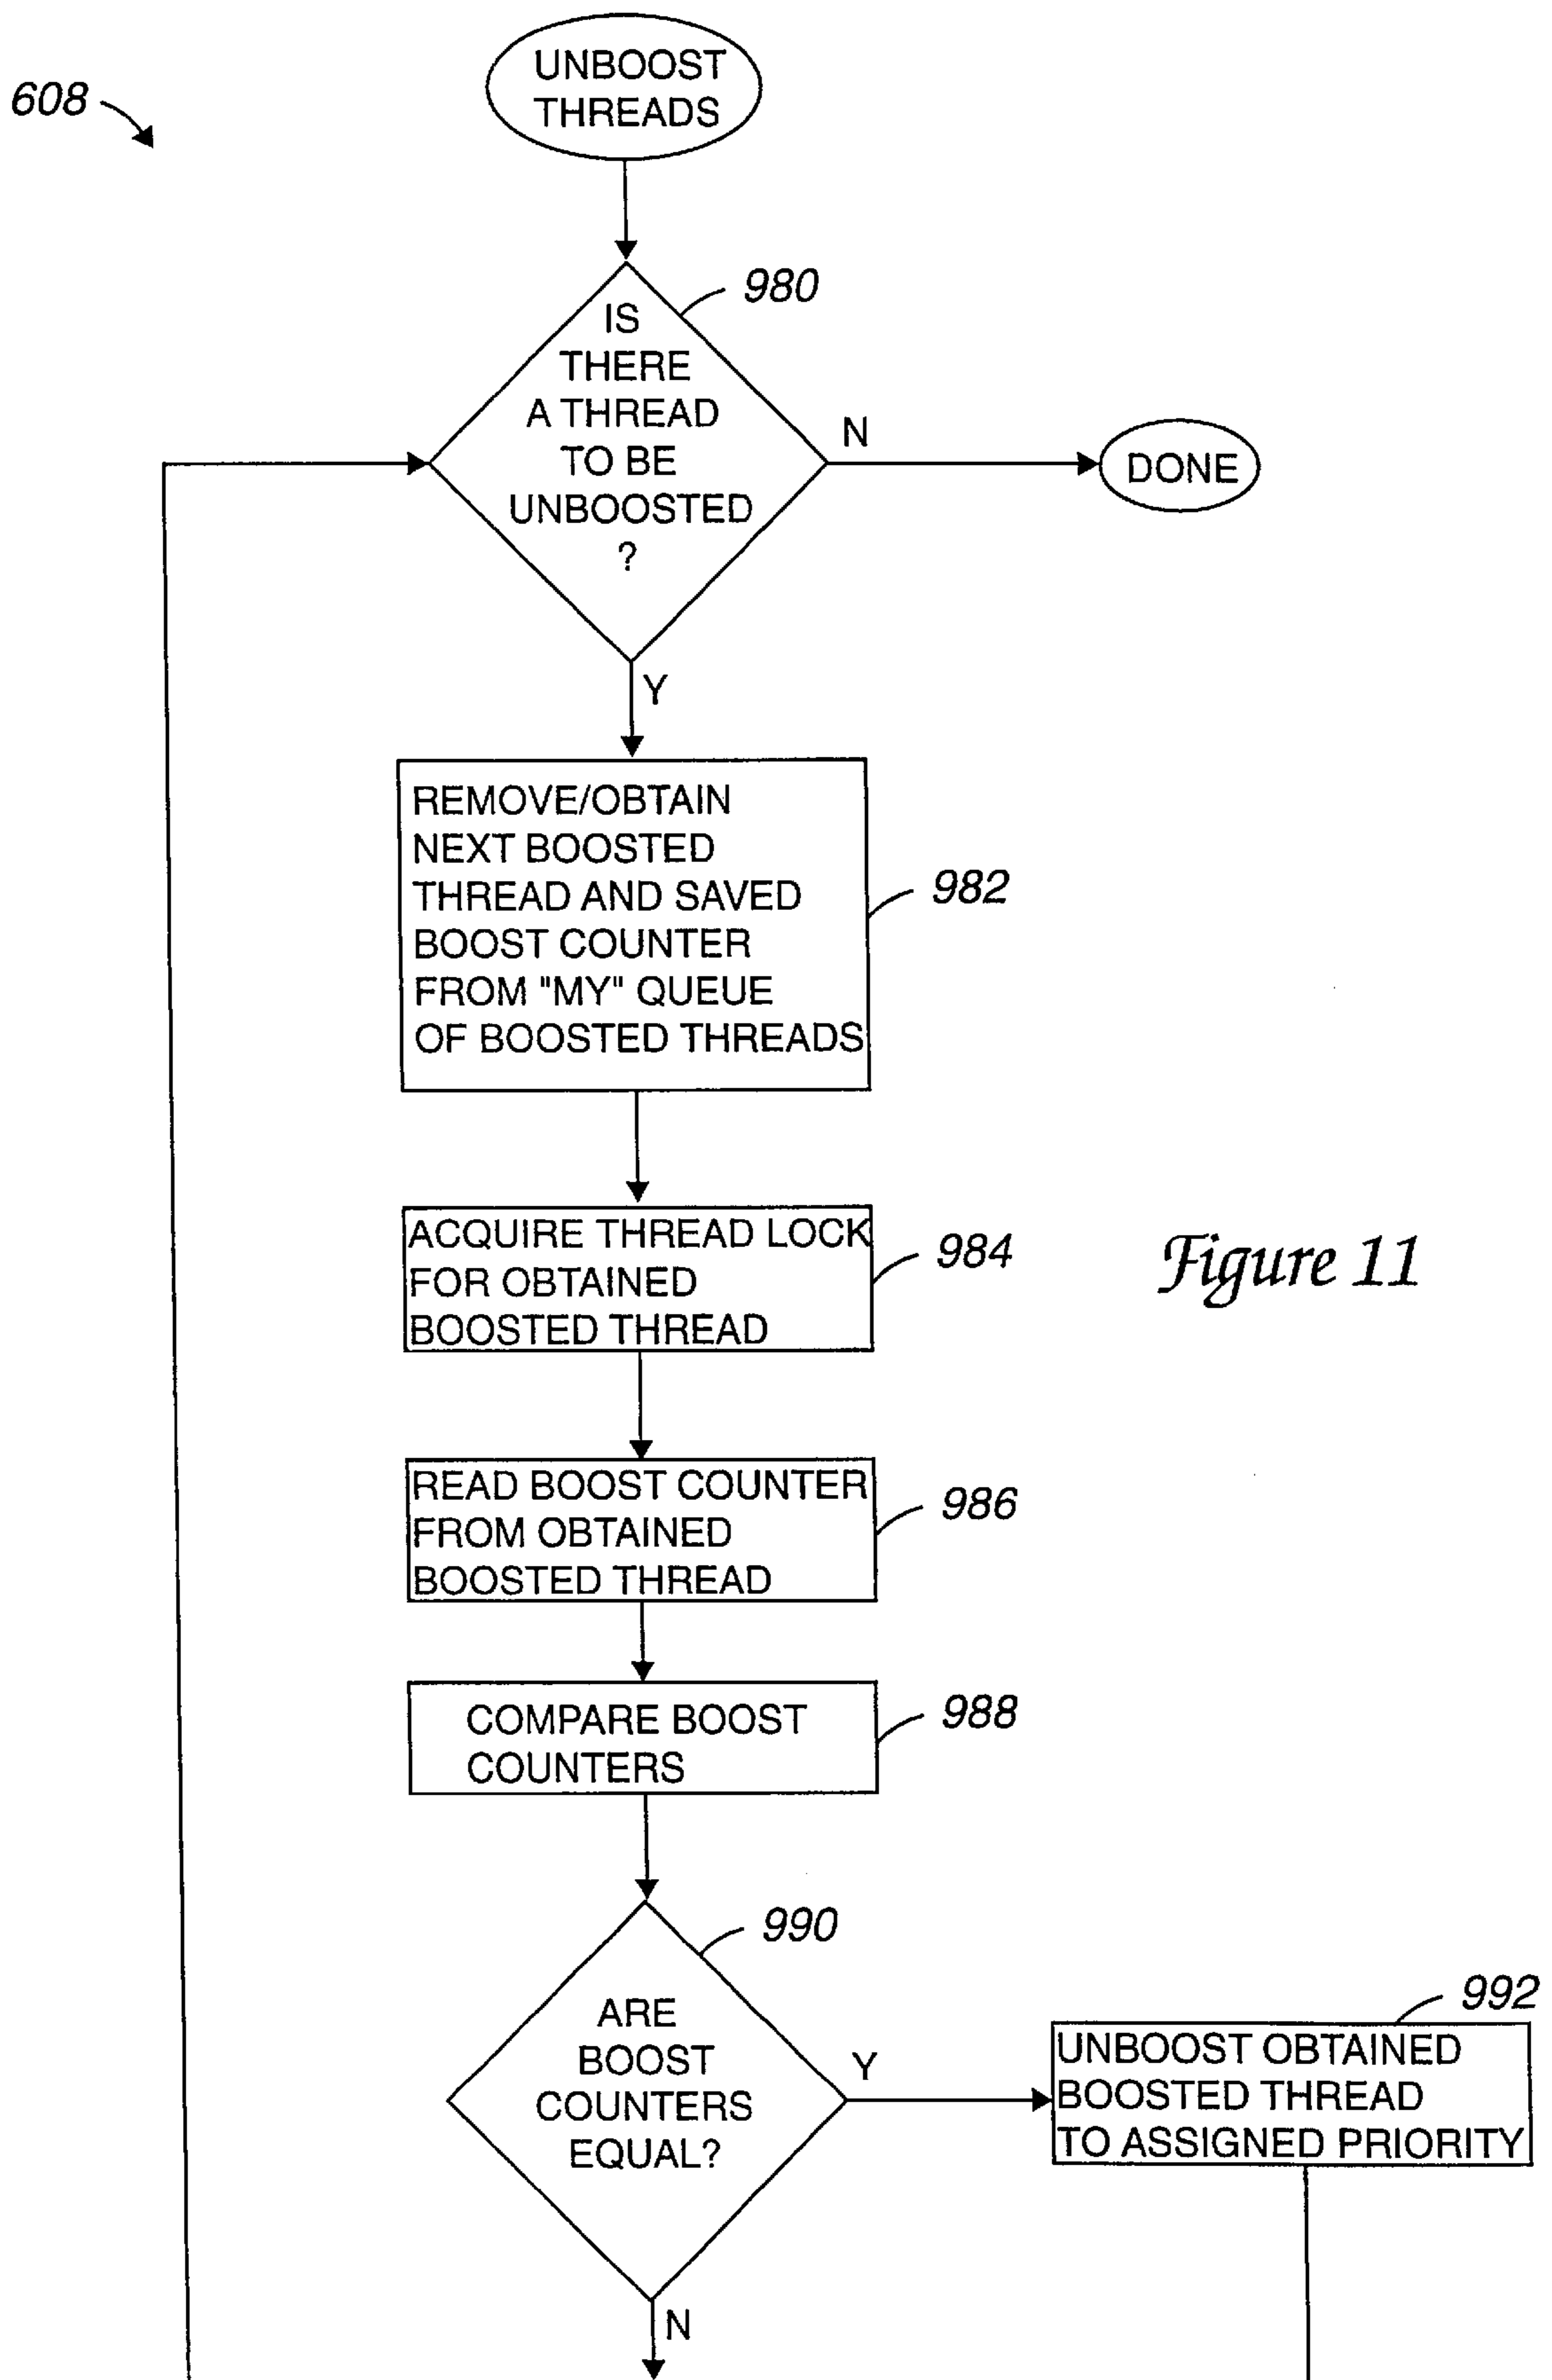 UNBOOST
THREADS
608
980
IS
THERE
A THREAD
TO BE
UNBOOSTED
?
N
DONE
Y
REMOVE/OBTAIN
NEXT BOOSTED
THREAD AND SAVED
BOOST COUNTER
FROM "MY" QUEUE
OF BOOSTED THREADS
982
ACQUIRE THREAD LOCK
FOR OBTAINED
BOOSTED THREAD
984
Figure 11
READ BOOST COUNTER
FROM OBTAINED
BOOSTED THREAD
986
COMPARE BOOST
COUNTERS
988
990
ARE
BOOST
COUNTERS
EQUAL?
Y
992
UNBOOST OBTAINED
BOOSTED THREAD
TO ASSIGNED PRIORITY
N